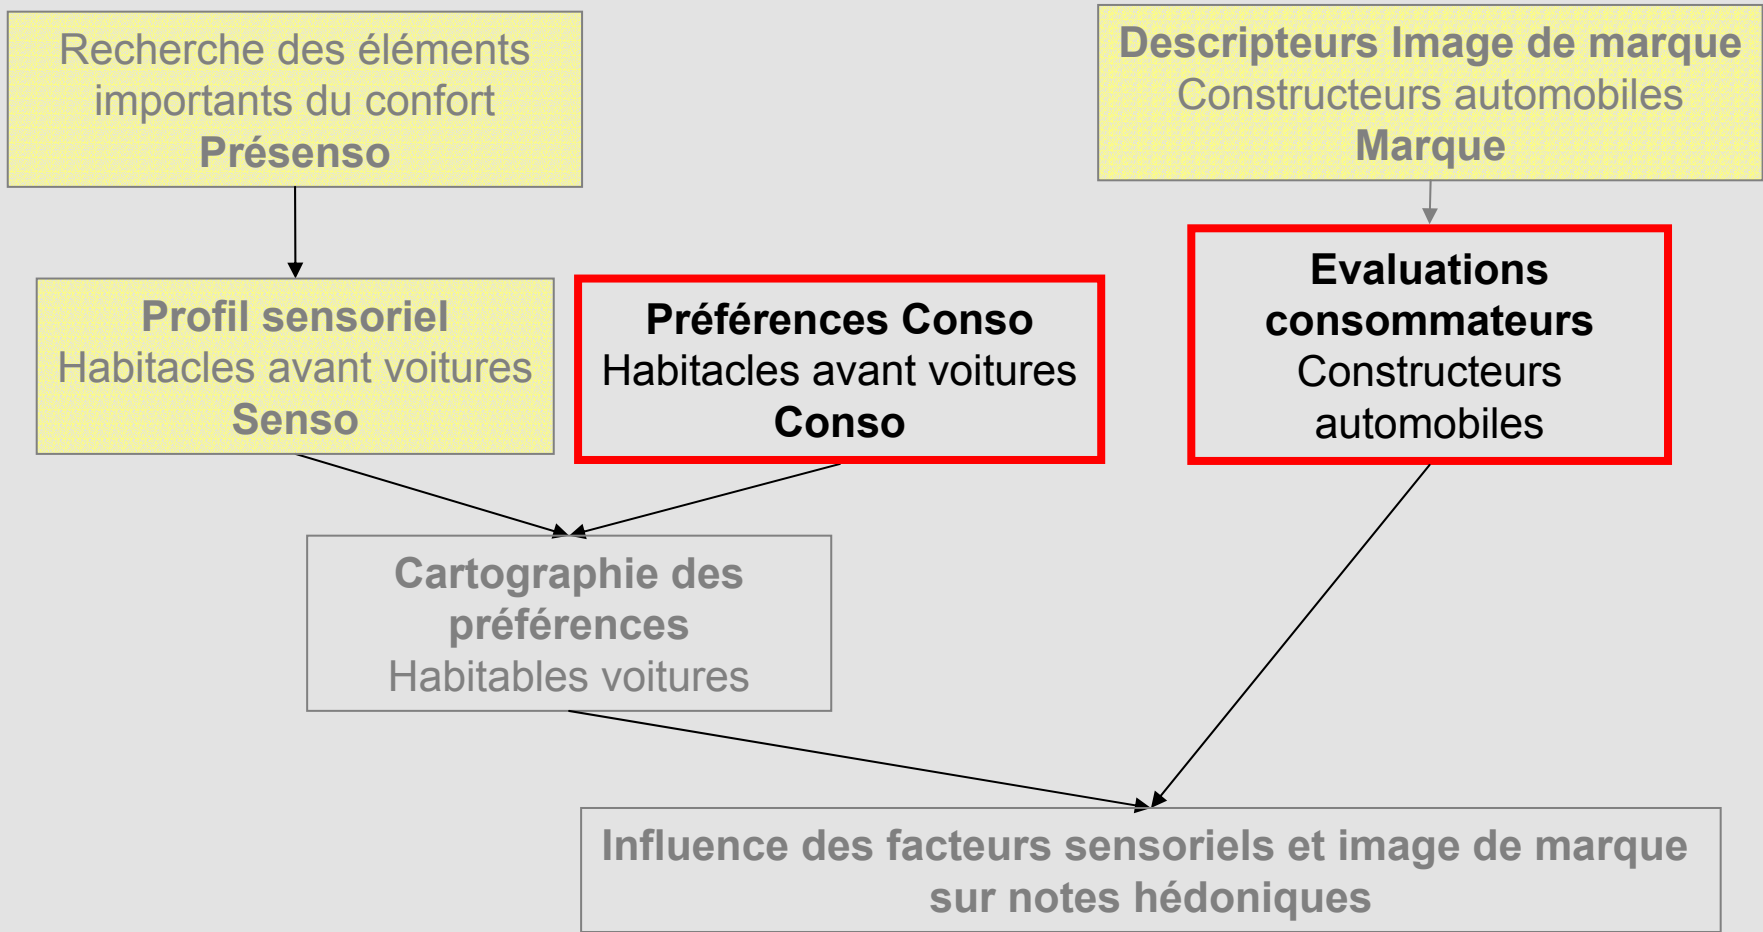 Recherche des éléments
importants du confort
Présenso
Descripteurs Image de marque
Constructeurs automobiles
Marque
Profil sensoriel
Habitacles avant voitures
Senso
Préférences Conso
Habitacles avant voitures
Conso
Evaluations
consommateurs
Constructeurs
automobiles
Cartographie des
préférences
Habitables voitures
Influence des facteurs sensoriels et image de marque
sur notes hédoniques